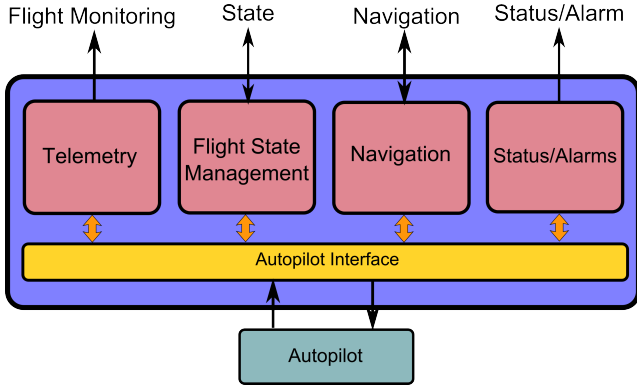 Flight Monitoring
State
Navigation
Status/Alarm
Telemetry
Flight State
Management
Navigation
Status/Alarms
Autopilot Interface
Autopilot